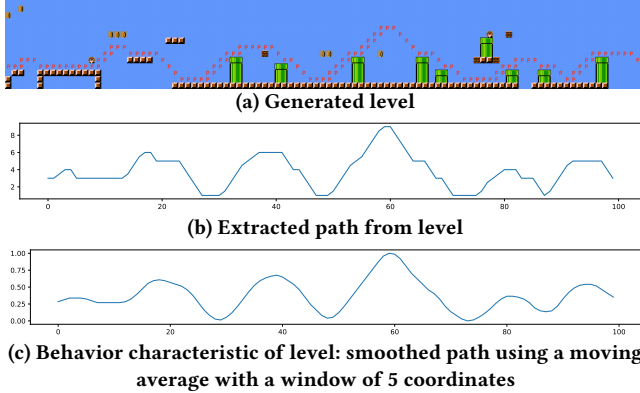 (a) Generated level
8
6
4
2
0 20 40 60 80 100
(b) Extracted path from level
1.00
0.75
0.50
0.25
0.00
0 20 40 60 80 100
(c) Behavior characteristic of level: smoothed path using a moving
average with a window of 5 coordinates